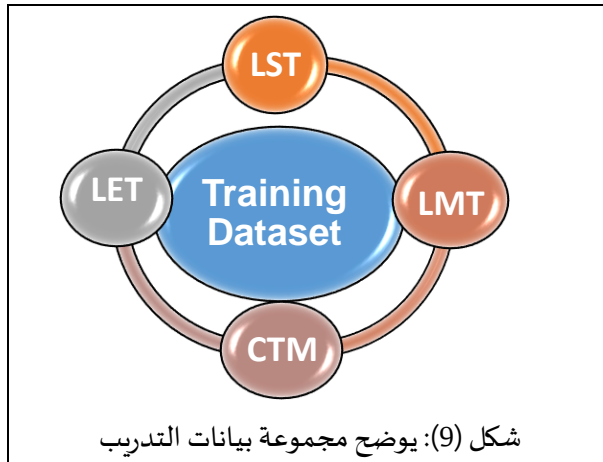 LST
LET
Training
Dataset
LMT
CTM
شكل (9): يوضح مجموعة بيانات التدريب